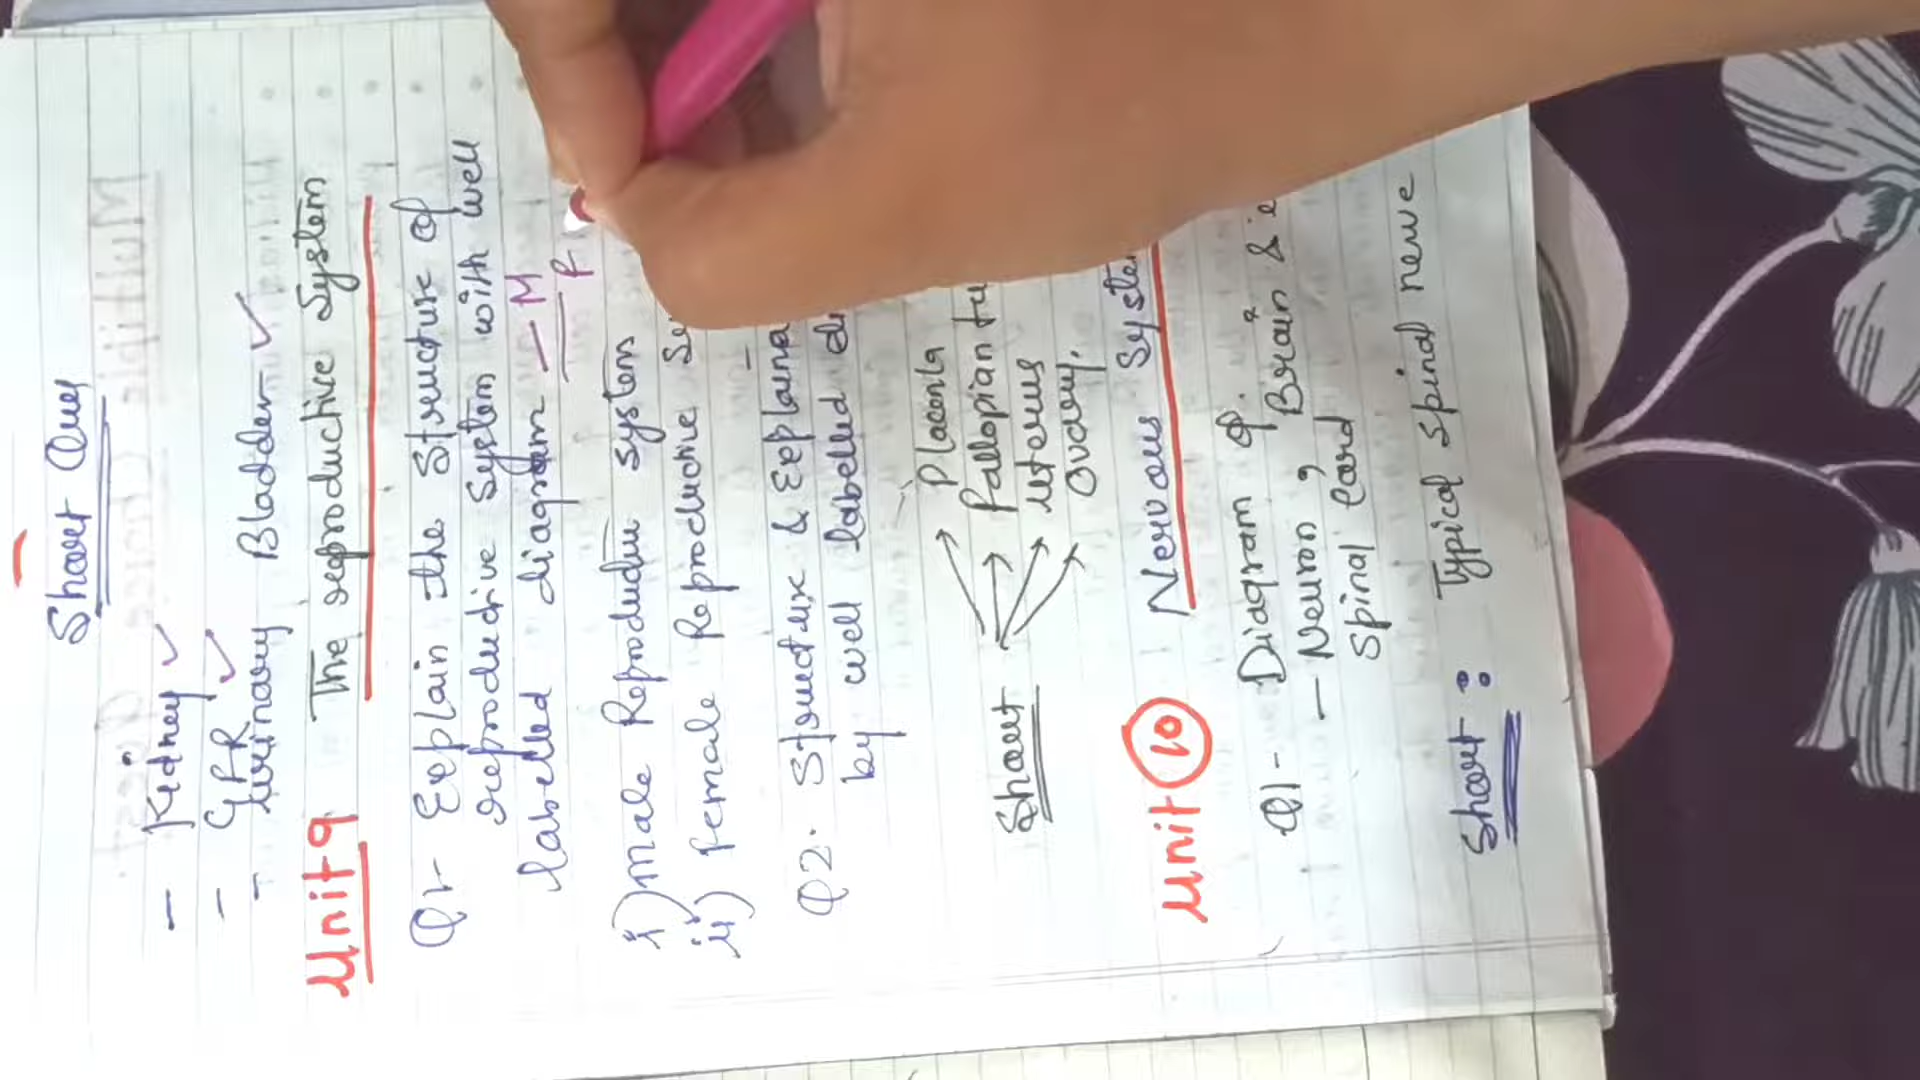 Short Ques
- Kidney ✓
- GFR ✓
- Urinary Bladder ✓
Unit 9 The reproductive System
Q1- Explain the Structure of
reproductive System with well
labelled diagram - M
F
i) Male Reproductive System
ii) Female Reproductive
Q2. Structure & Explain
by well labelled
Short → Placenta
→ Fallopian
→ Uterus
→ Ovary.
Unit 10 Nervous
Q1 - Diagram of.
- Neuron, Brain &
Spinal Cord
Short : Typical Spinal nerve